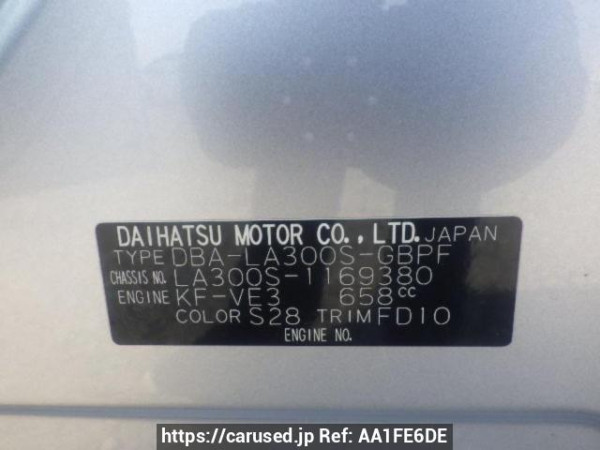 DAIHATSU MOTOR CO., LTD. JAPAN
TYPE DBA-LA300S-GBPF
CHASSIS NO. LA300S-1169380
ENGINE KF-VE3 658cc
COLOR S28 TRIM FD10
ENGINE NO.
https://carused.jp Ref: AA1FE6DE